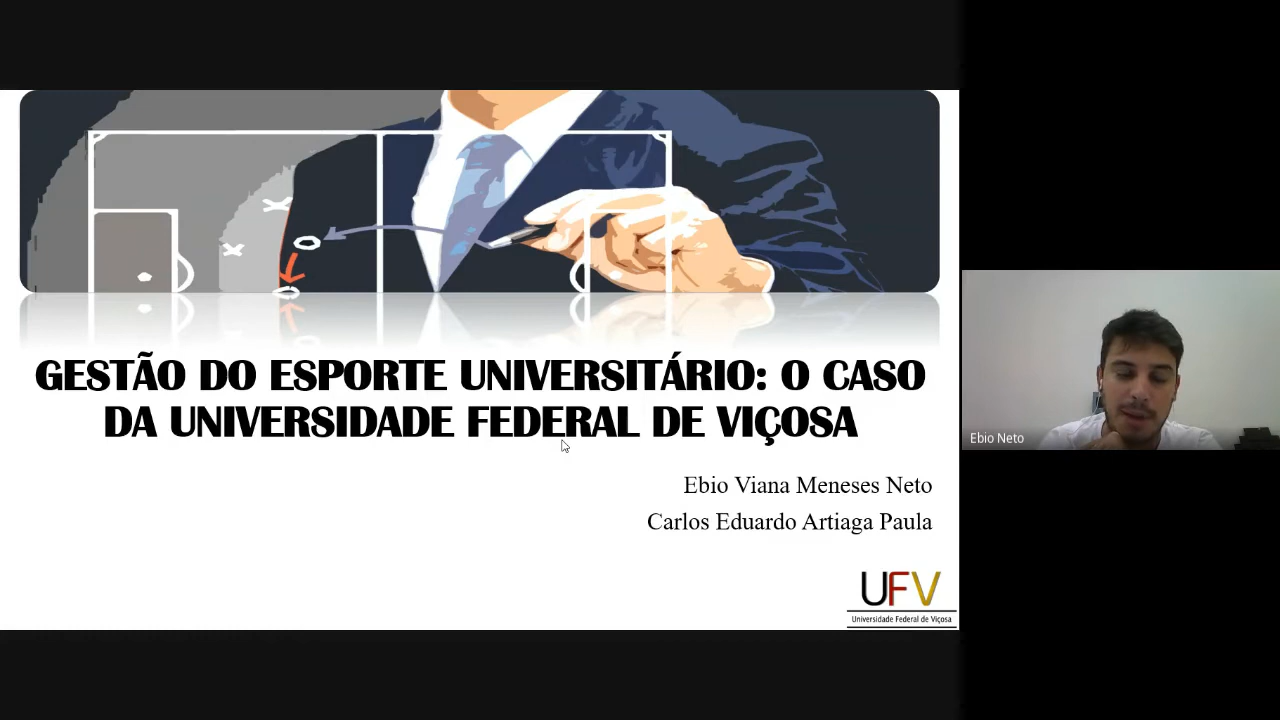 GESTÃO DO ESPORTE UNIVERSITÁRIO: O CASO
DA UNIVERSIDADE FEDERAL DE VIÇOSA
Ebio Viana Meneses Neto
Carlos Eduardo Artiaga Paula
UFV
Universidade Federal de Viçosa
Ebio Neto